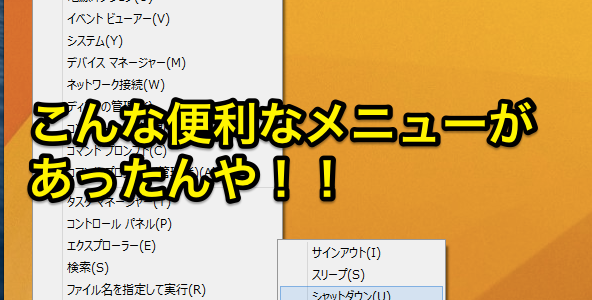 イベント ビューアー(V)
システム(Y)
デバイス マネージャー(M)
ネットワーク接続(W)
こんな便利なメニューが
コマンド プロンプト(C)
あったんや！！
タスク マネージャー(T)
コントロール パネル(P)
エクスプローラー(E)
検索(S)
ファイル名を指定して実行(R)
サインアウト(I)
スリープ(S)
シャットダウン(U)